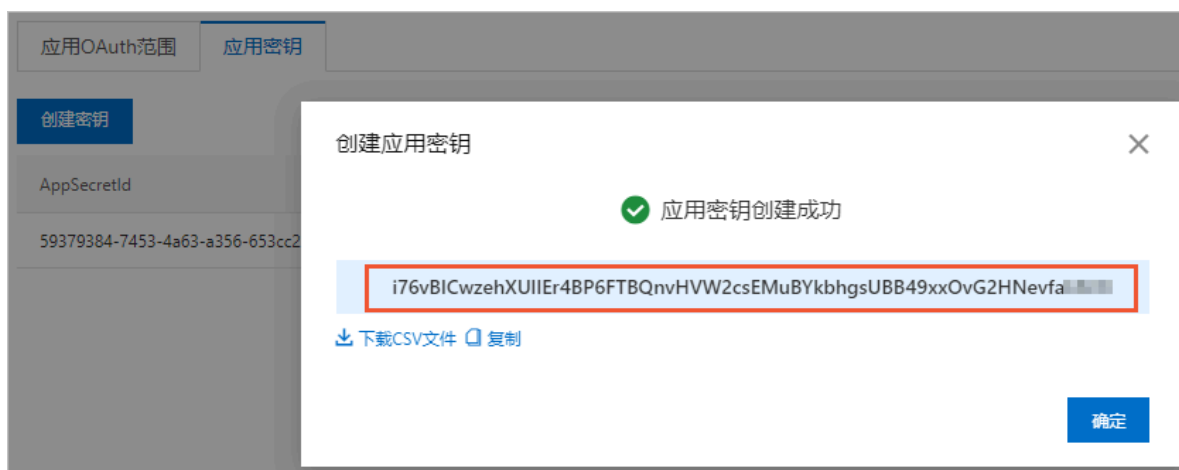 应用OAuth范围
应用密钥
创建密钥
创建应用密钥
AppSecretId
应用密钥创建成功
59379384-7453-4a63-a356-653cc2
i76vBICwzehXUIIEr4BP6FTBQnvHVW2csEMuBYkbhgsUBB49xxOvG2HNevfa
下载CSV文件 复制
确定